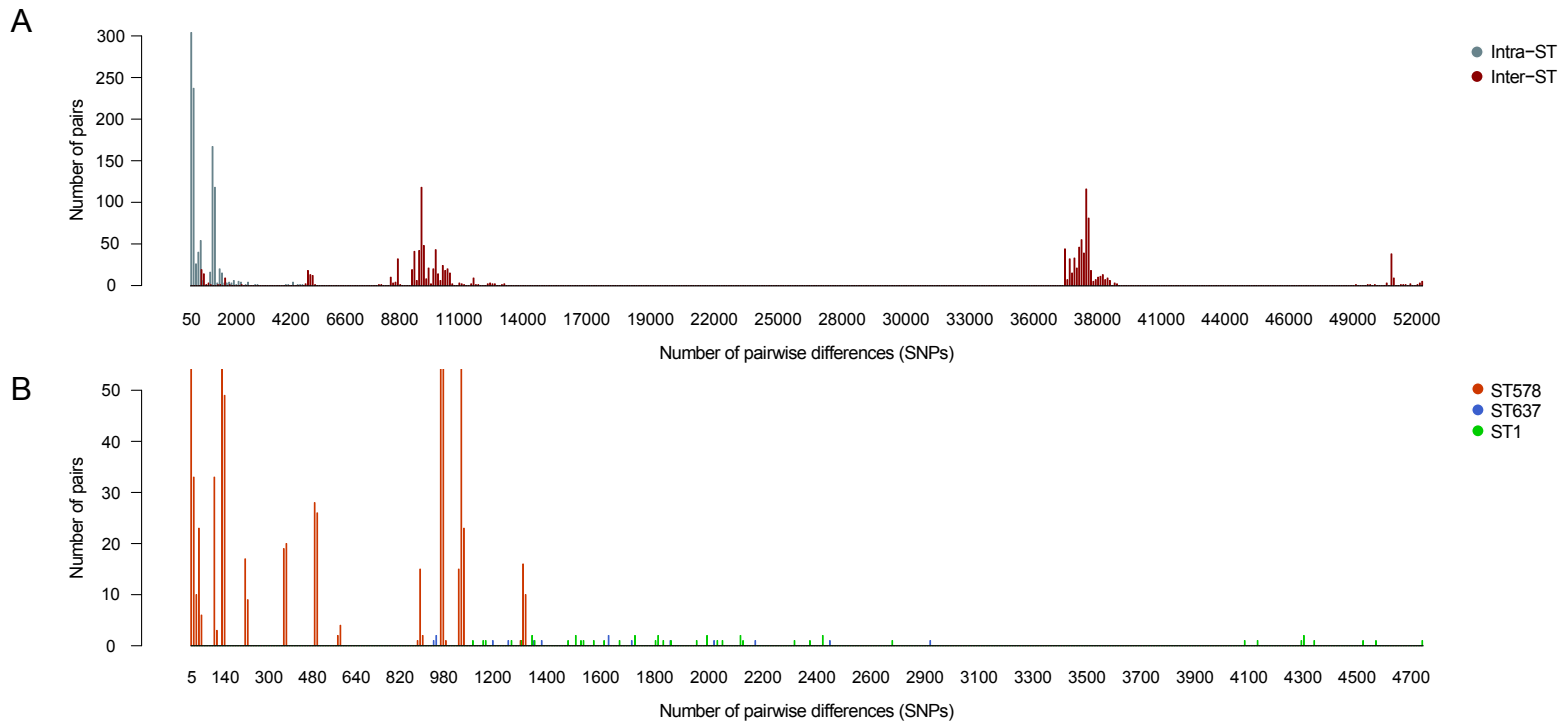 A
Number of pairs
300
250
200
150
100
50
0
50 2000 4200 6600 8800 11000 14000 17000 19000 22000 25000 28000 30000 33000 36000 38000 41000 44000 46000 49000 52000
Number of pairwise differences (SNPs)
Intra−ST
Inter−ST
B
Number of pairs
50
40
30
20
10
0
5 140 300 480 640 820 980 1200 1400 1600 1800 2000 2200 2400 2600 2900 3100 3300 3500 3700 3900 4100 4300 4500 4700
Number of pairwise differences (SNPs)
ST578
ST637
ST1